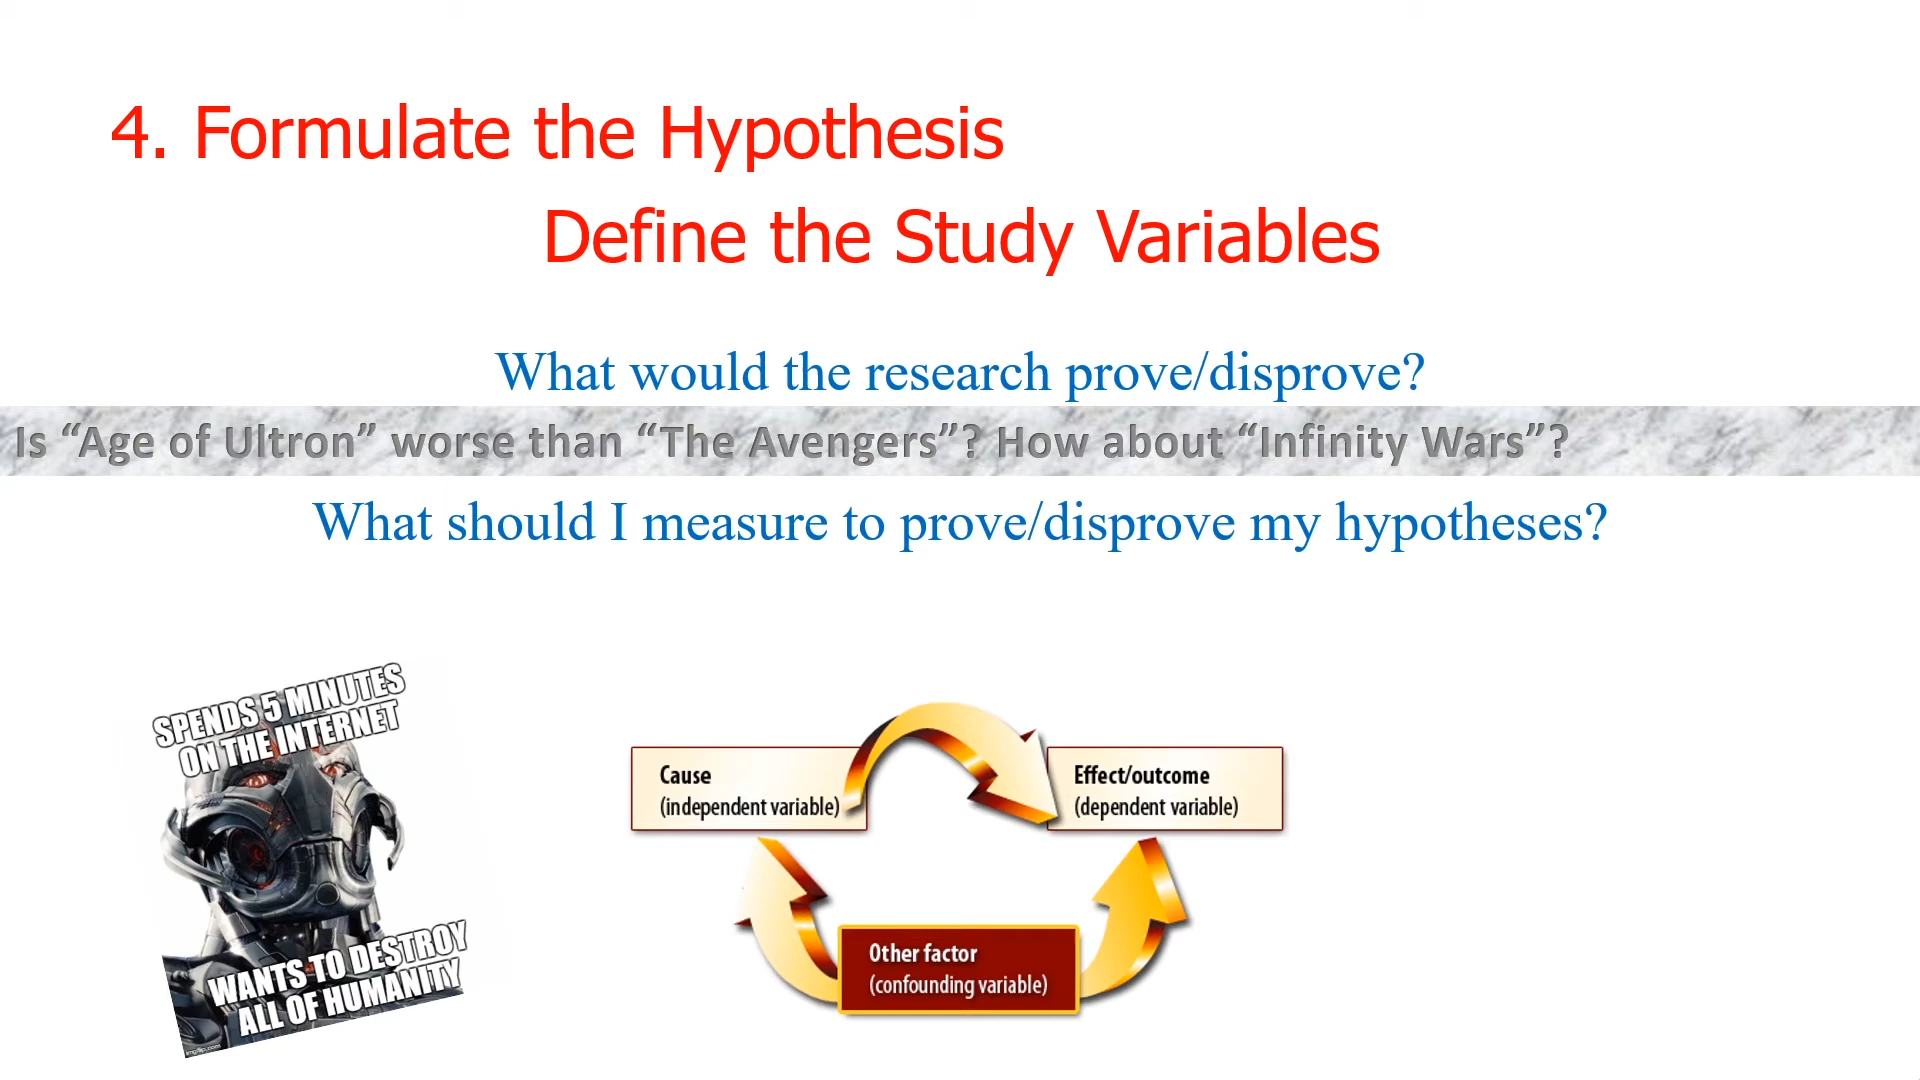 4. Formulate the Hypothesis
Define the Study Variables
What would the research prove/disprove?
Is “Age of Ultron” worse than “The Avengers”? How about “Infinity Wars”?
What should I measure to prove/disprove my hypotheses?
SPENDS 5 MINUTES
ON THE INTERNET
WANTS TO DESTROY
ALL OF HUMANITY
imgflip.com
Cause
(independent variable)
Effect/outcome
(dependent variable)
Other factor
(confounding variable)